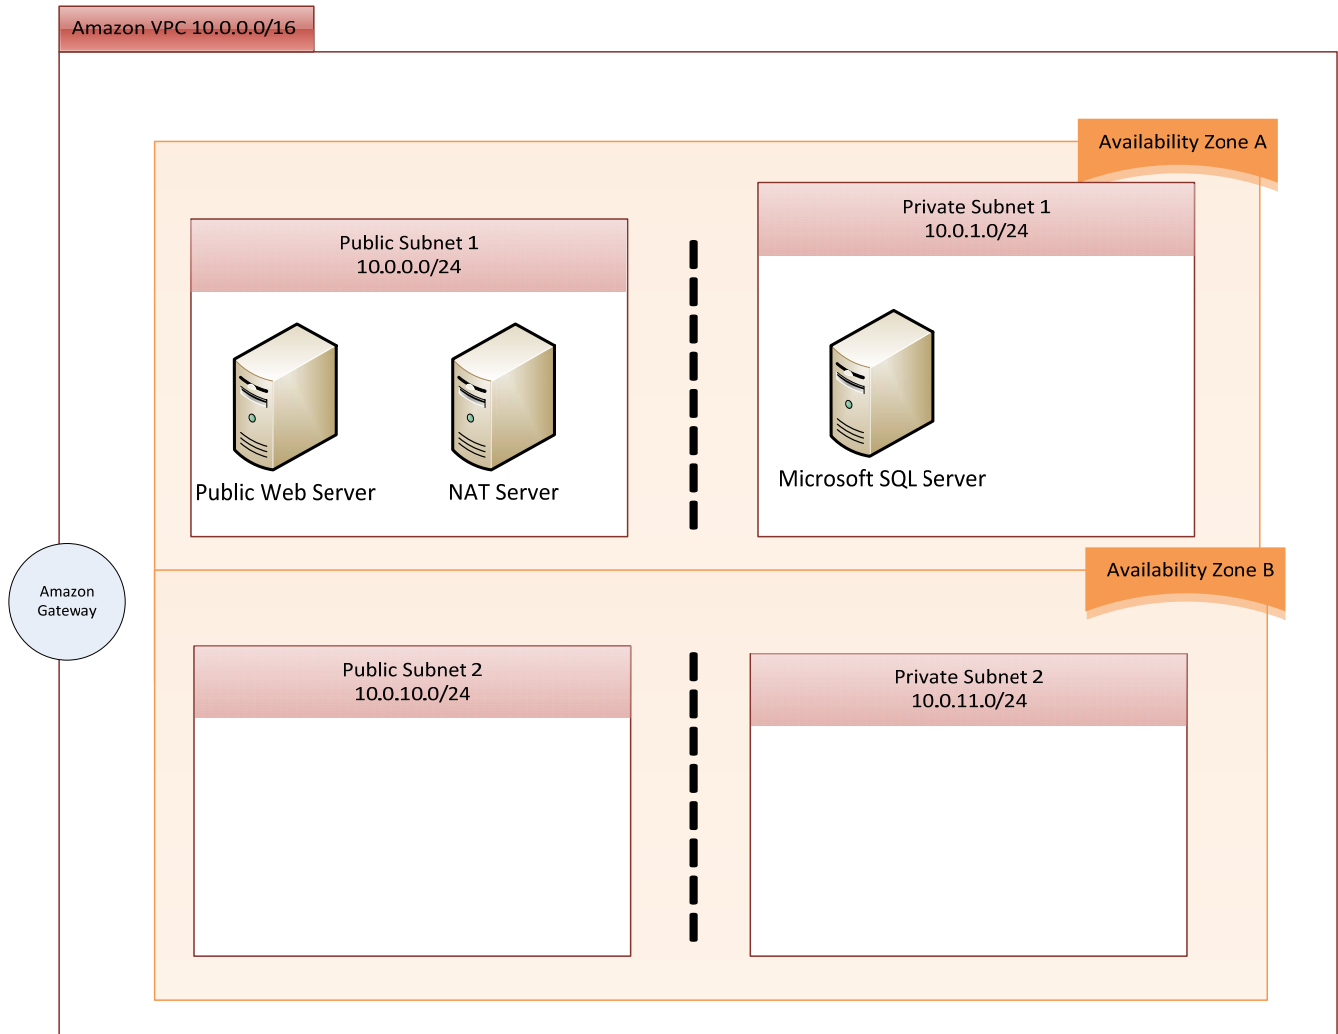 Amazon VPC 10.0.0.0/16
Availability Zone A
Public Subnet 1
10.0.0.0/24
Private Subnet 1
10.0.1.0/24
Public Web Server
NAT Server
Microsoft SQL Server
Amazon
Gateway
Availability Zone B
Public Subnet 2
10.0.10.0/24
Private Subnet 2
10.0.11.0/24